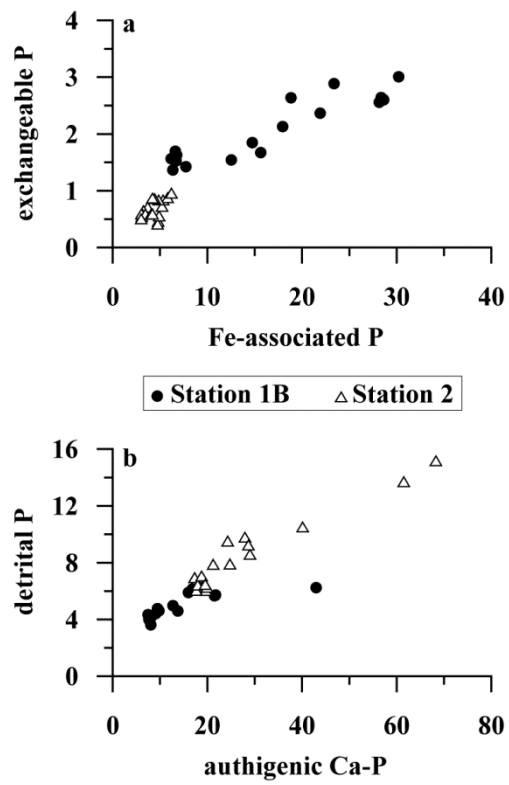 a
exchangeable P
4
3
2
1
0
0 10 20 30 40
Fe-associated P
Station 1B Station 2
b
detrital P
16
12
8
4
0
0 20 40 60 80
authigenic Ca-P